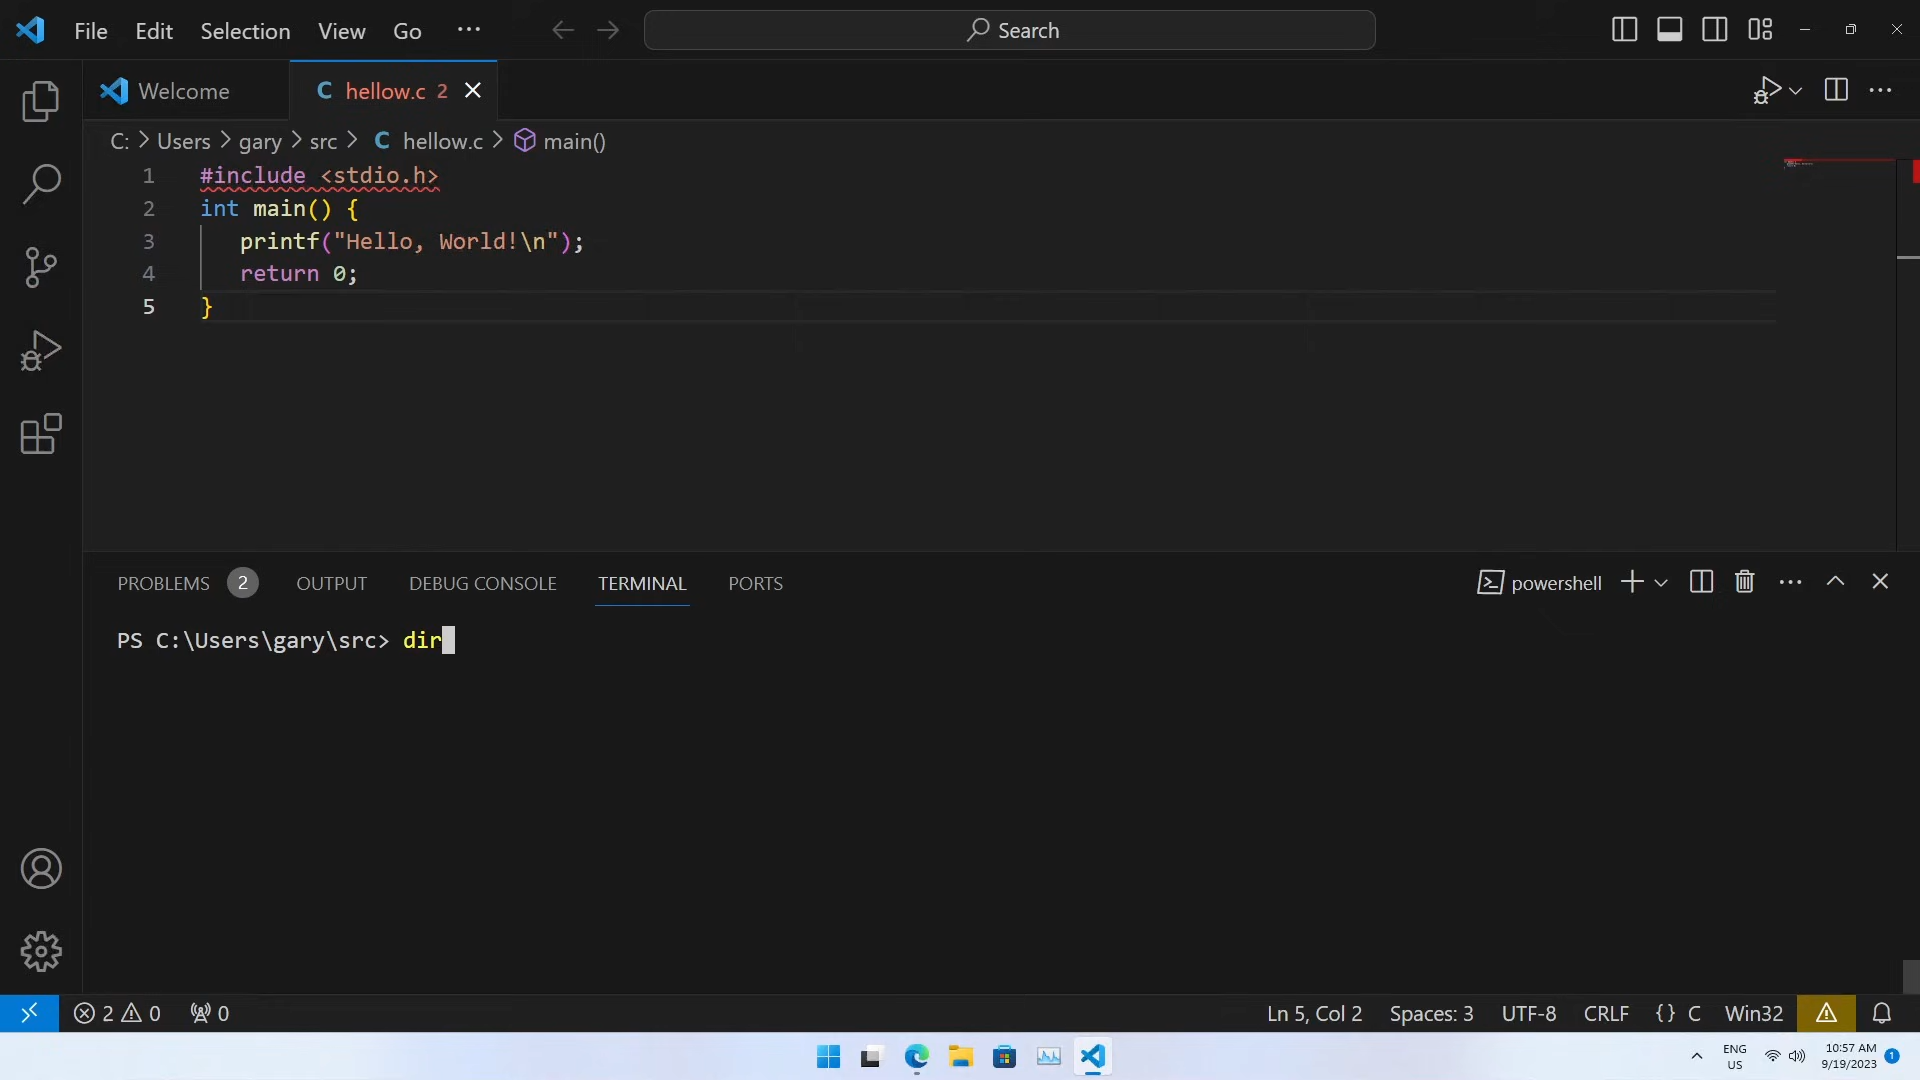 File Edit Selection View Go ··· Search
Welcome C hellow.c 2
C: > Users > gary > src > C hellow.c > main()
1 #include <stdio.h>
2 int main() {
3 printf("Hello, World!\n");
4 return 0;
5 }
PROBLEMS 2 OUTPUT DEBUG CONSOLE TERMINAL PORTS powershell
PS C:\Users\gary\src> dir
2 0 0 Ln 5, Col 2 Spaces: 3 UTF-8 CRLF {} C Win32
ENG
US
10:57 AM
9/19/2023
1